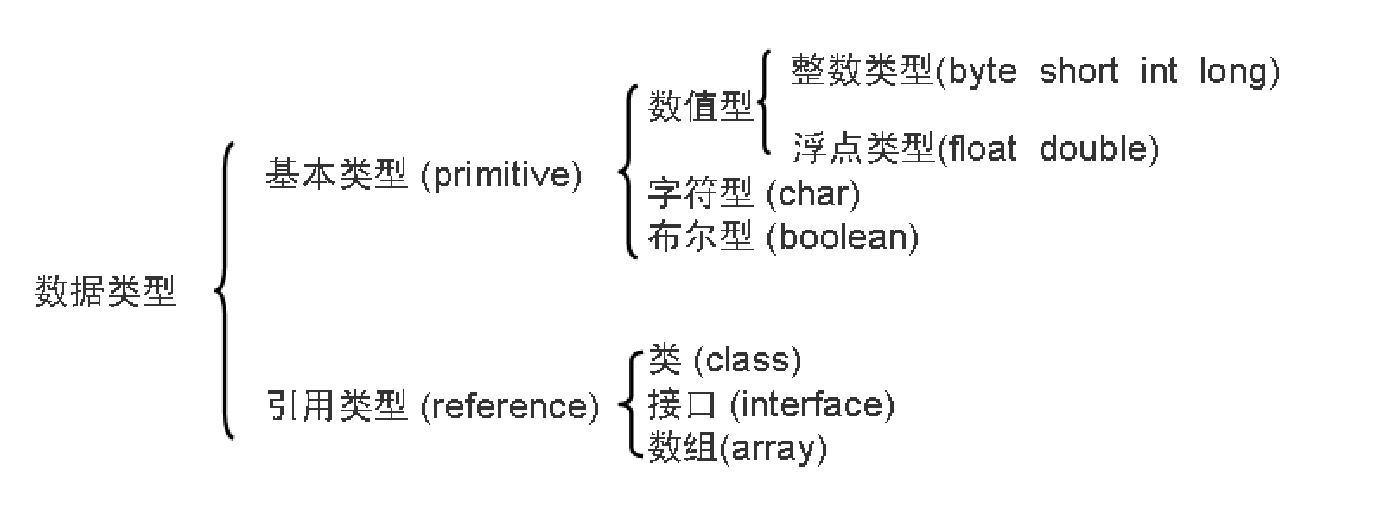 整数类型(byte short int long)
数值型
浮点类型(float double)
基本类型 (primitive)
字符型 (char)
布尔型 (boolean)
数据类型
类 (class)
引用类型 (reference)
接口 (interface)
数组(array)